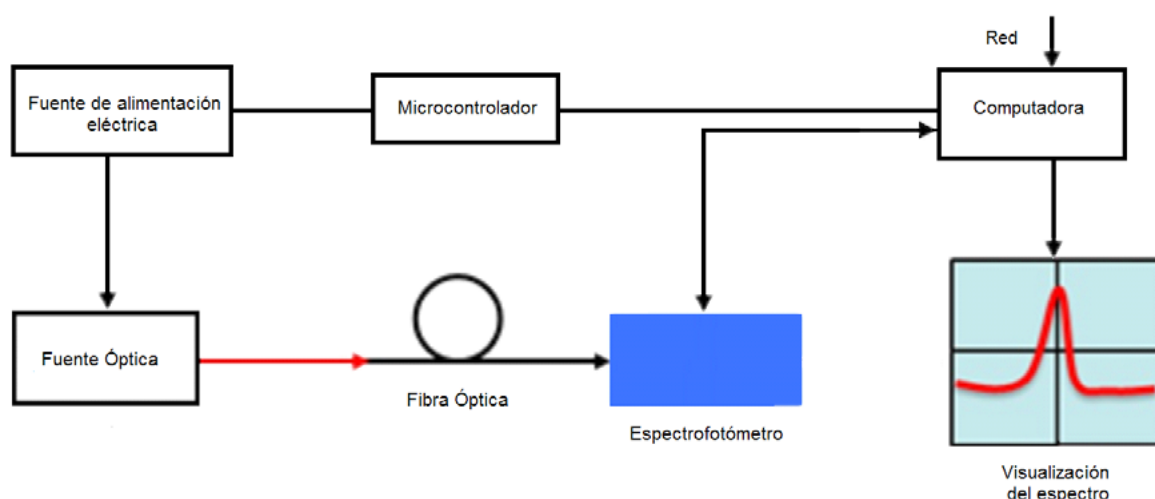 Red
Fuente de alimentación
eléctrica
Microcontrolador
Computadora
Fuente Óptica
Fibra Óptica
Espectrofotómetro
Visualización
del espectro